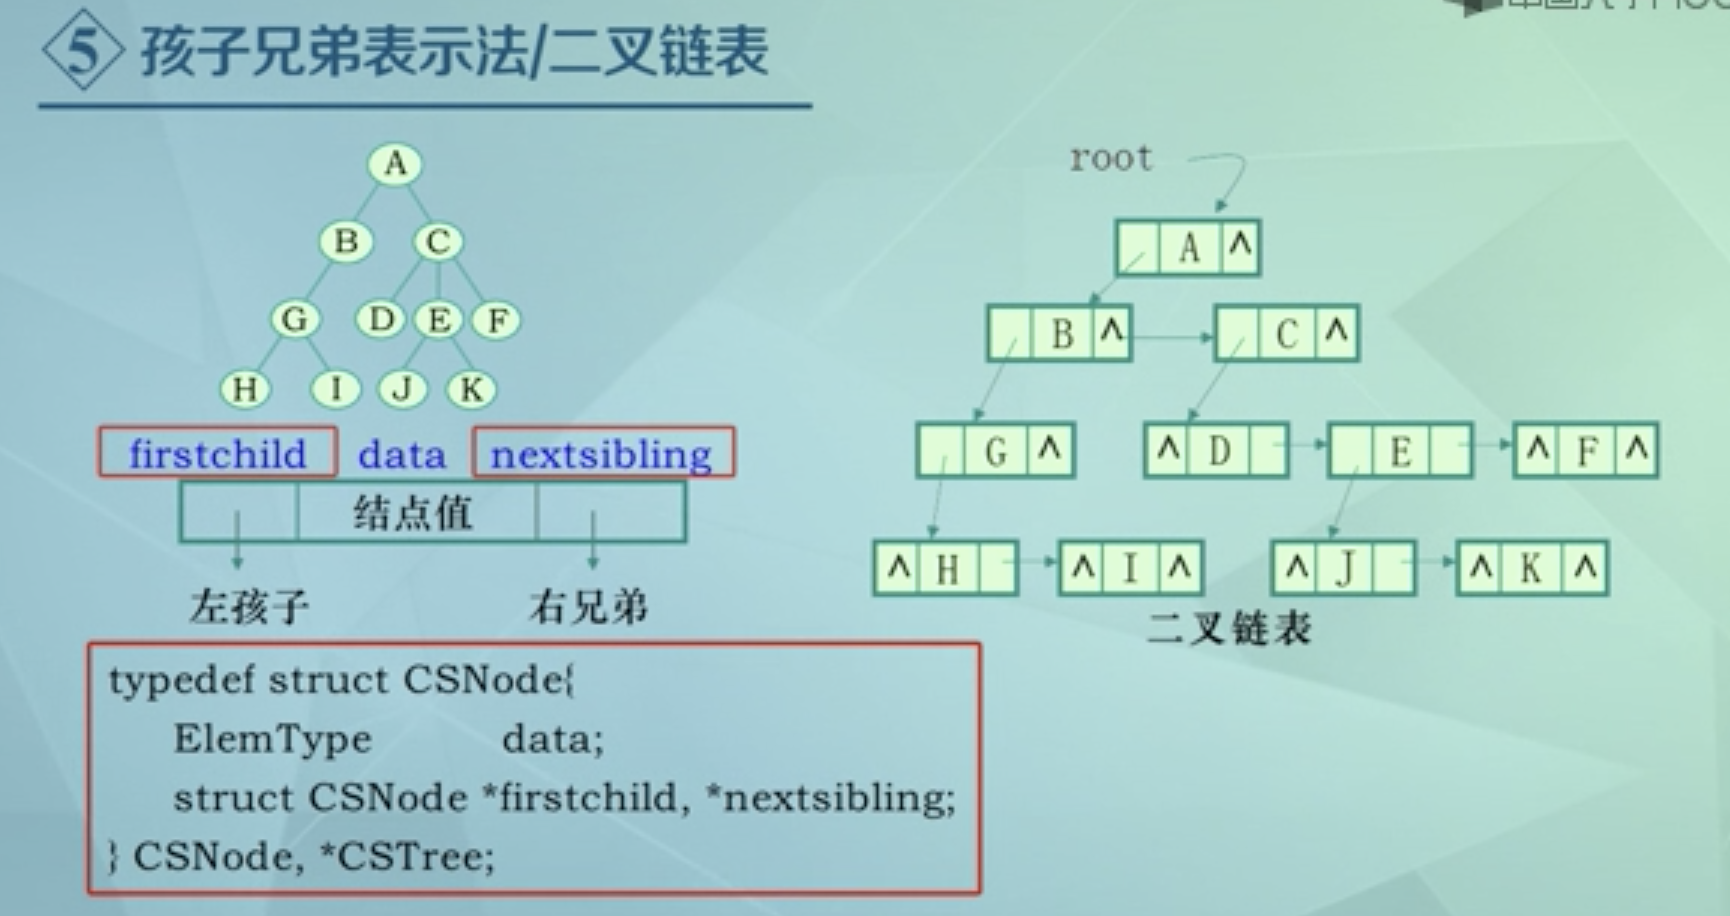 5 孩子兄弟表示法/二叉链表
A
B C
G D E F
H I J K
firstchild data nextsibling
结点值
左孩子 右兄弟
typedef struct CSNode{
ElemType data;
struct CSNode *firstchild, *nextsibling;
} CSNode, *CSTree;
root
A ^
B ^ C ^
G ^ ^ D E ^ F ^
^ H ^ I ^ ^ J ^ K ^
二叉链表